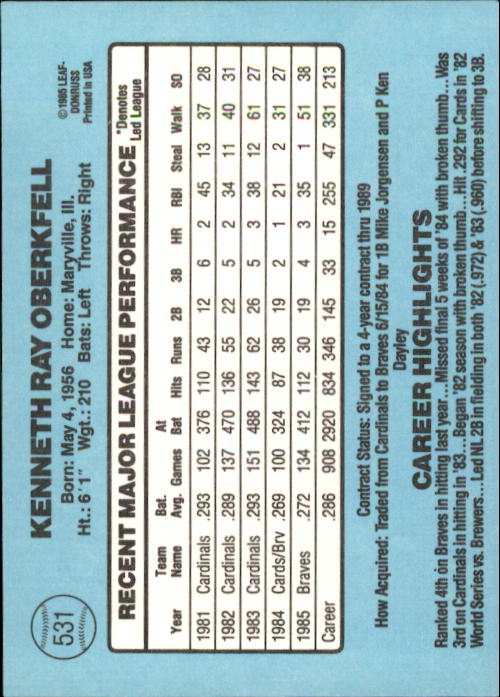 531
KENNETH RAY OBERKFELL
Born: May 4, 1956 Home: Maryville, Ill.
Ht.: 6'1" Wgt.: 210 Bats: Left Throws: Right
©1985 LEAF-
DONRUSS
Printed in USA
RECENT MAJOR LEAGUE PERFORMANCE
*Denotes
Led League
Team Bat. At
Year Name Avg. Games Bat Hits Runs 2B 3B HR RBI Steal Walk SO
1981 Cardinals .293 102 376 110 43 12 6 2 45 13 37 28
1982 Cardinals .289 137 470 136 55 22 5 2 34 11 40 31
1983 Cardinals .293 151 488 143 62 26 5 3 38 12 61 27
1984 Cards/Brv .269 100 324 87 38 19 2 1 21 2 31 27
1985 Braves .272 134 412 112 30 19 4 3 35 1 51 38
Career .286 908 2920 834 346 145 33 15 255 47 331 213
Contract Status: Signed to a 4-year contract thru 1989
How Acquired: Traded from Cardinals to Braves 6/15/84 for 1B Mike Jorgensen and P Ken
Dayley
CAREER HIGHLIGHTS
Ranked 4th on Braves in hitting last year...Missed final 5 weeks of '84 with broken thumb...Was
3rd on Cardinals in hitting in '83...Began '82 season with broken thumb...Hit .292 for Cards in '82
World Series vs. Brewers...Led NL 2B in fielding in both '82 (.972) & '83 (.960) before shifting to 3B.